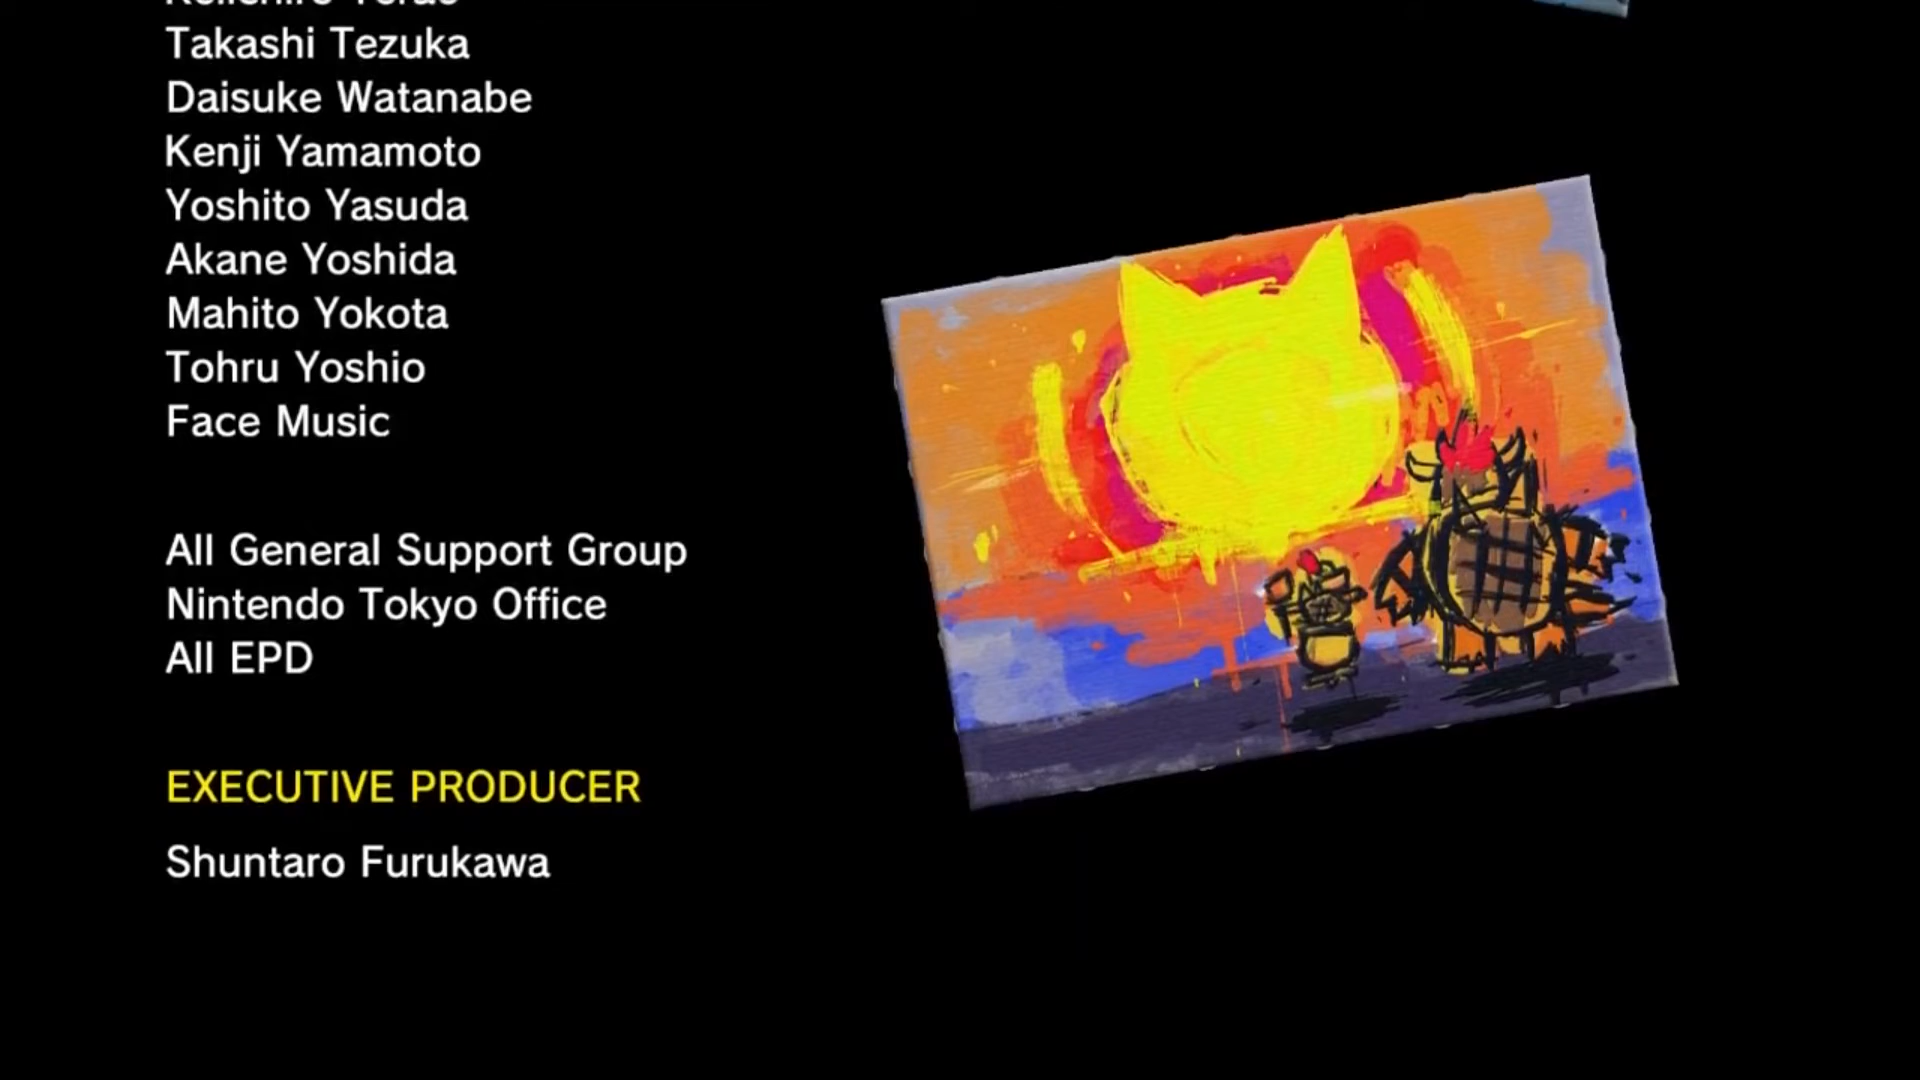 Takashi Tezuka
Daisuke Watanabe
Kenji Yamamoto
Yoshito Yasuda
Akane Yoshida
Mahito Yokota
Tohru Yoshio
Face Music
All General Support Group
Nintendo Tokyo Office
All EPD
EXECUTIVE PRODUCER
Shuntaro Furukawa